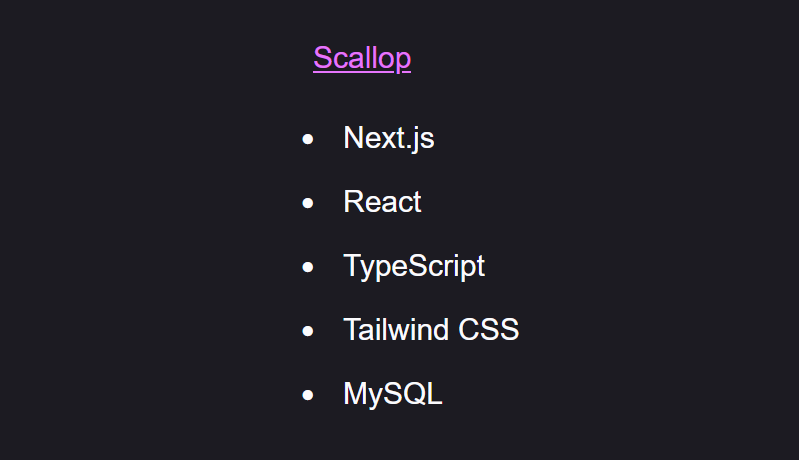 Scallop
• Next.js
• React
• TypeScript
• Tailwind CSS
• MySQL